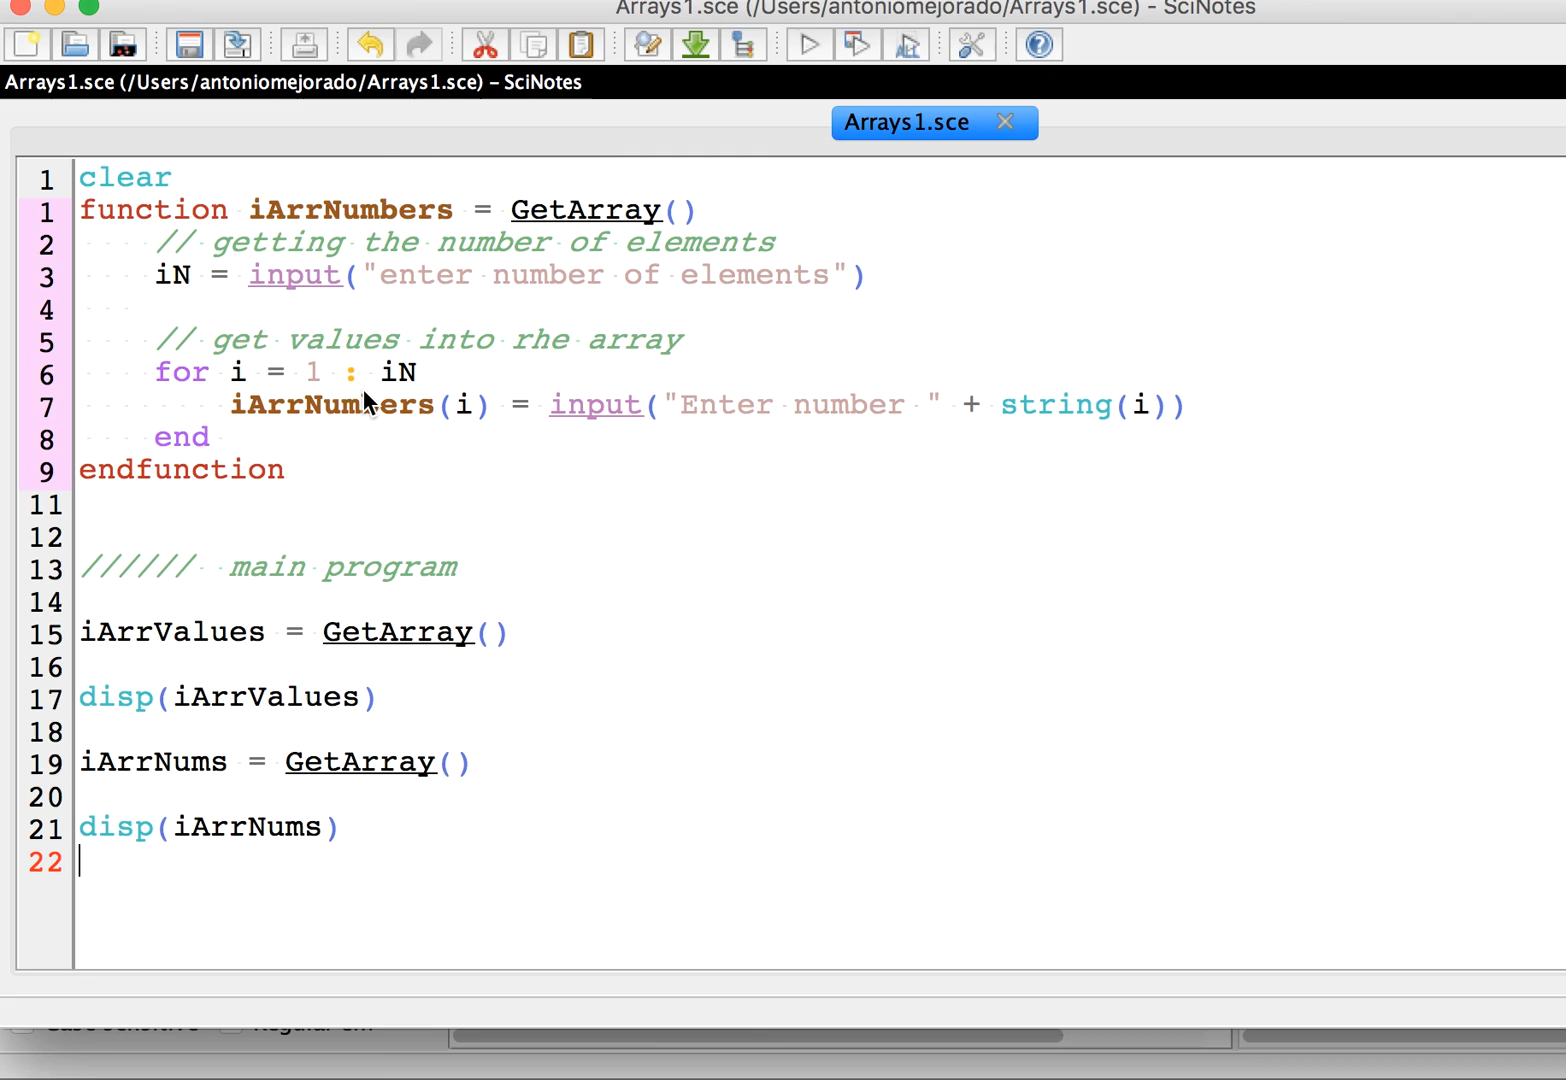 Arrays1.sce (/Users/antoniomejorado/Arrays1.sce) - SciNotes
Arrays1.sce (/Users/antoniomejorado/Arrays1.sce) - SciNotes
Arrays1.sce
1 clear
1 function iArrNumbers = GetArray()
2 // getting the number of elements
3 iN = input("enter number of elements")
4
5 // get values into rhe array
6 for i = 1 : iN
7 iArrNumbers(i) = input("Enter number " + string(i))
8 end
9 endfunction
11
12
13 ////// main program
14
15 iArrValues = GetArray()
16
17 disp(iArrValues)
18
19 iArrNums = GetArray()
20
21 disp(iArrNums)
22